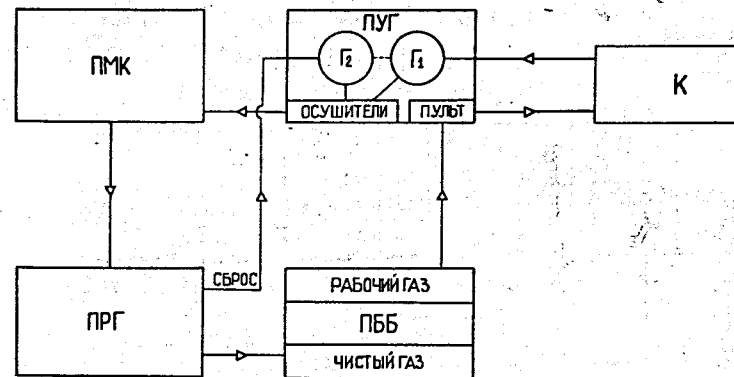 ПУГ
ПМК
Г₂
Г₁
К
ОСУШИТЕЛИ
ПУЛЬТ
СБРОС
РАБОЧИЙ ГАЗ
ПРГ
ПББ
ЧИСТЫЙ ГАЗ